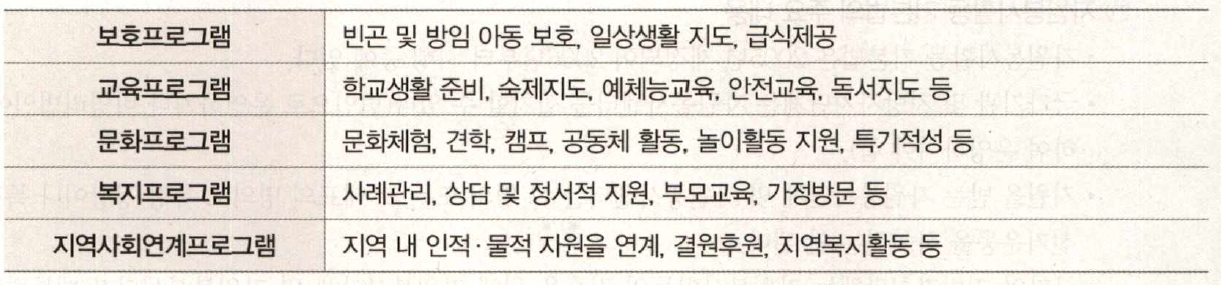 보호프로그램 비곤 및 방임 아동 보호, 일상생활 지도, 급식제공
교육프로그램 학교생활 준비, 숙제지도, 예체능교육, 안전교육, 독서지도 등
문화프로그램 문화체험, 견학, 캠프, 공동체 활동, 놀이활동 지원, 특기적성 등
복지프로그램 사례관리, 상담 및 정서적 지원, 부모교육, 가정방문 등
지역사회연계프로그램 지역 내 인적·물적 자원을 연계, 결원후원, 지역복지활동 등